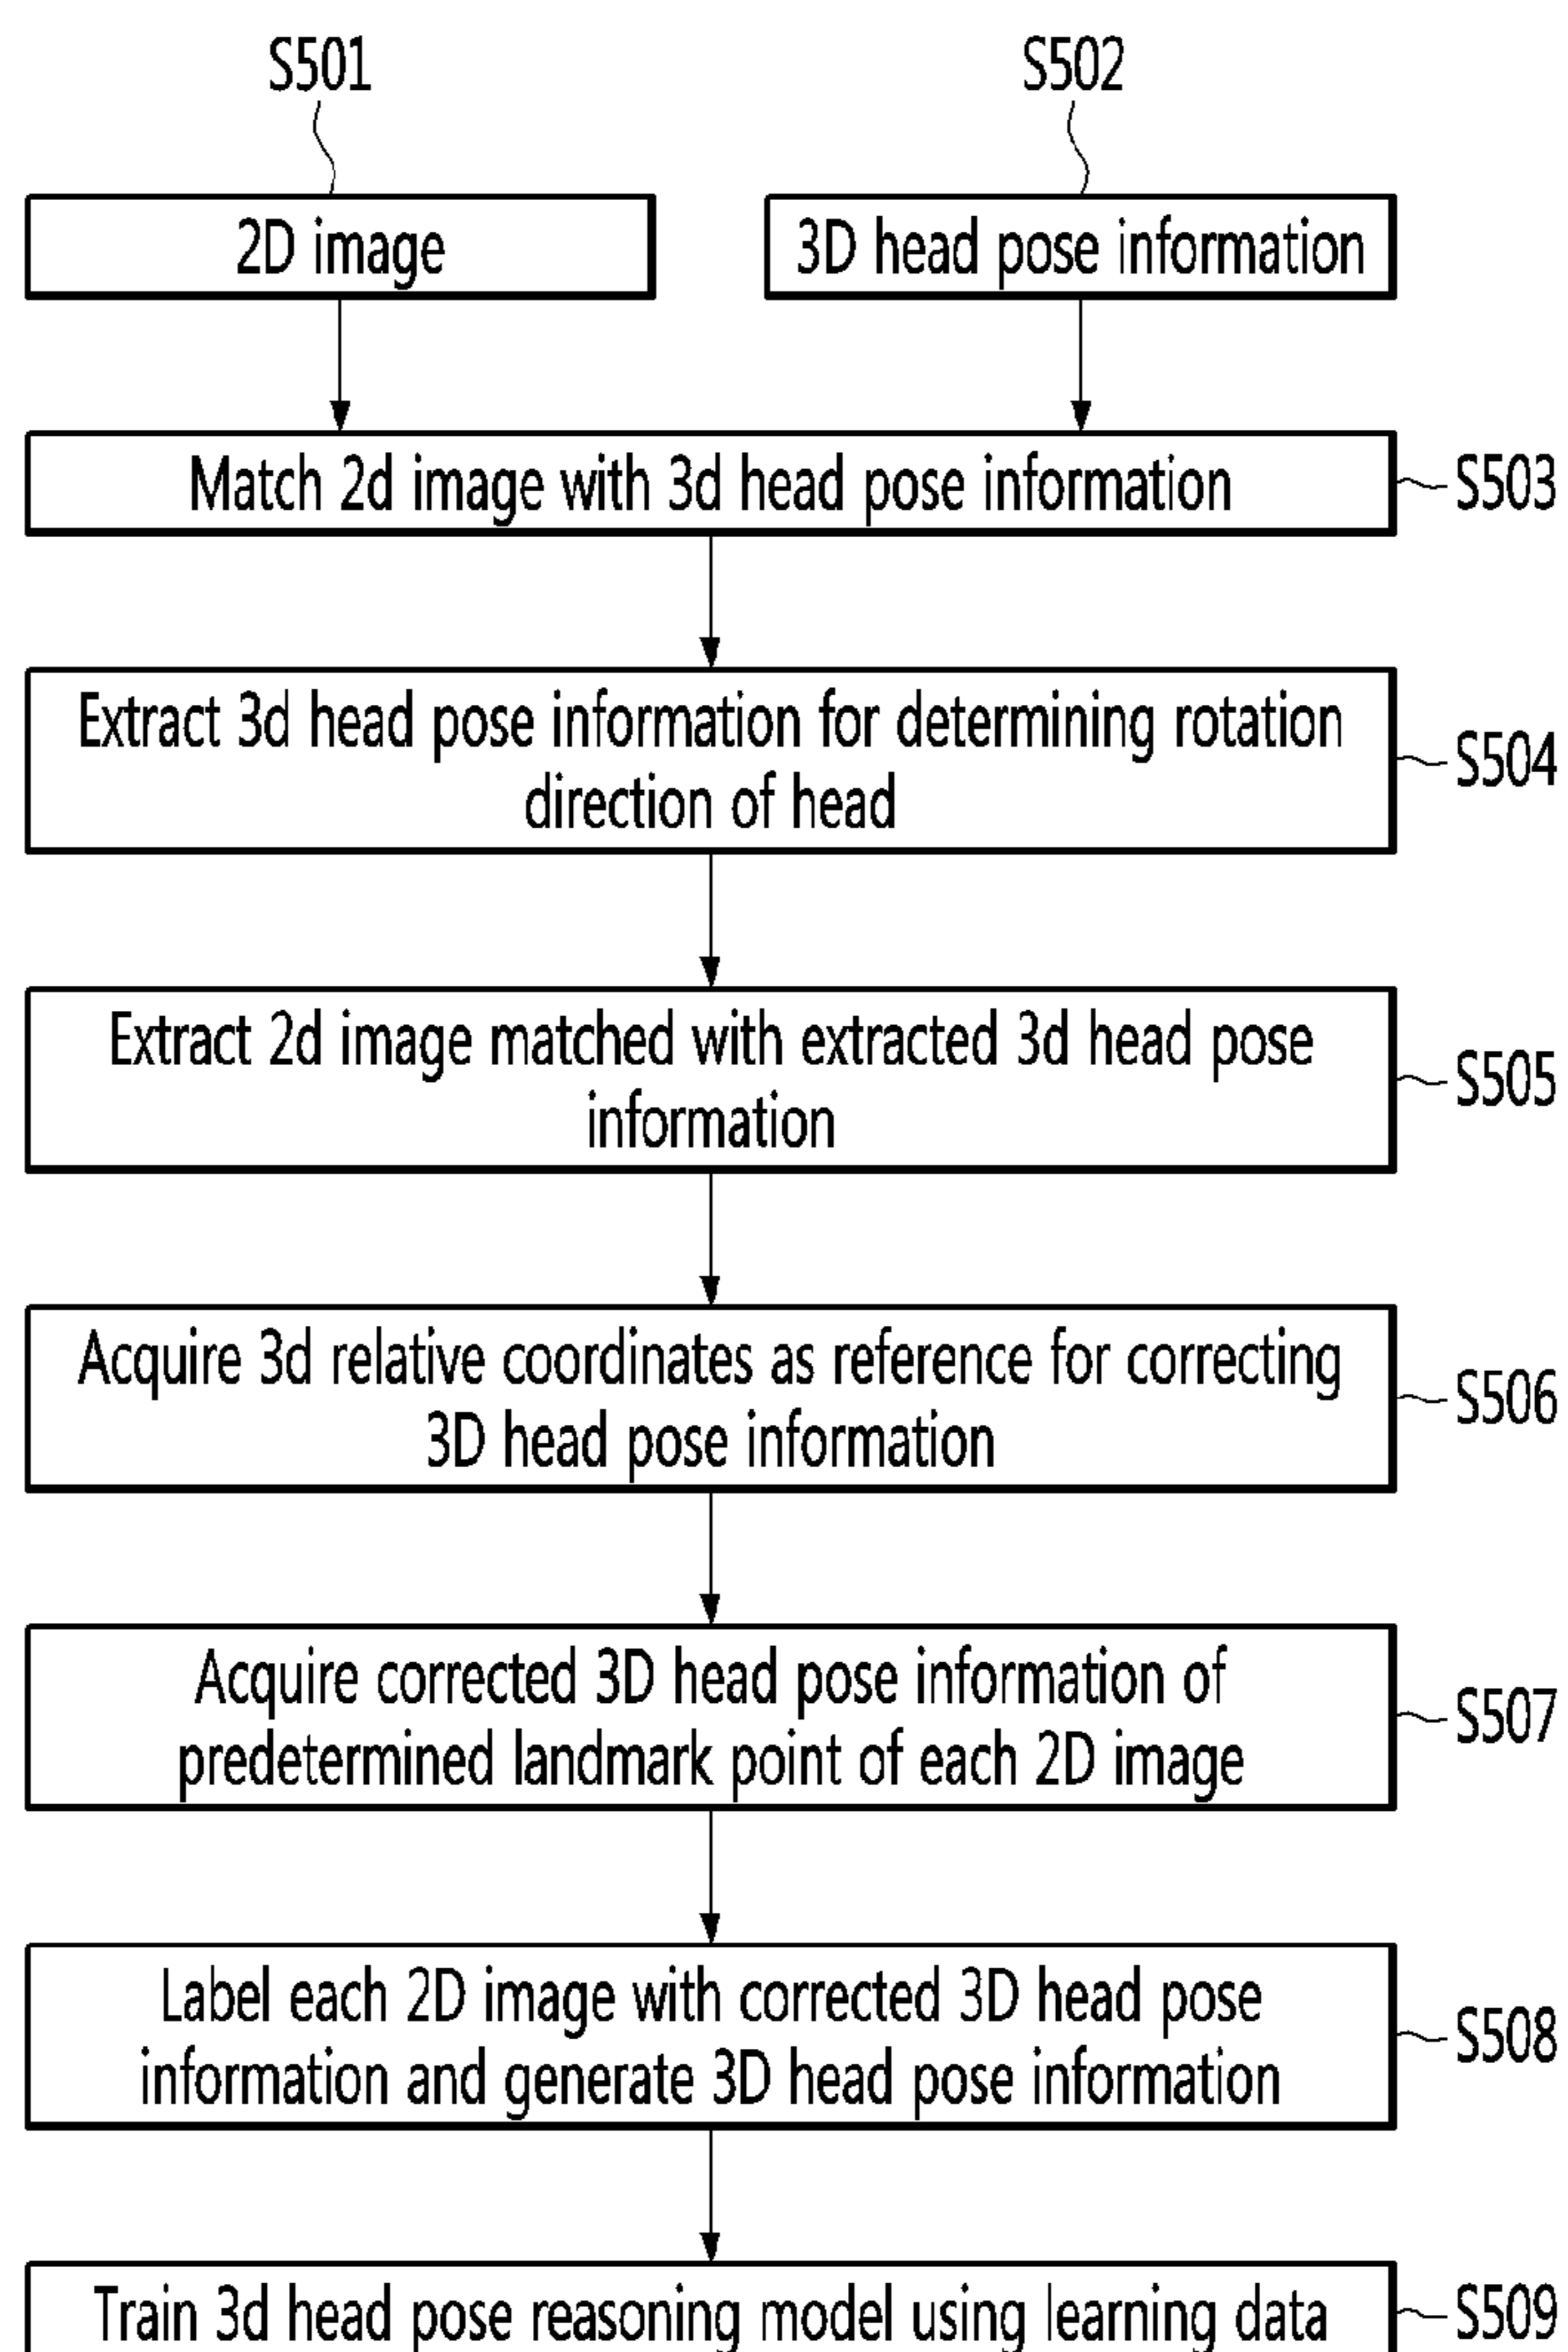 S501
S502
2D image
3D head pose information
Match 2d image with 3d head pose information
S503
Extract 3d head pose information for determining rotation
direction of head
S504
Extract 2d image matched with extracted 3d head pose
information
S505
Acquire 3d relative coordinates as reference for correcting
3D head pose information
S506
Acquire corrected 3D head pose information of
predetermined landmark point of each 2D image
S507
Label each 2D image with corrected 3D head pose
information and generate 3D head pose information
S508
Train 3d head pose reasoning model using learning data
S509